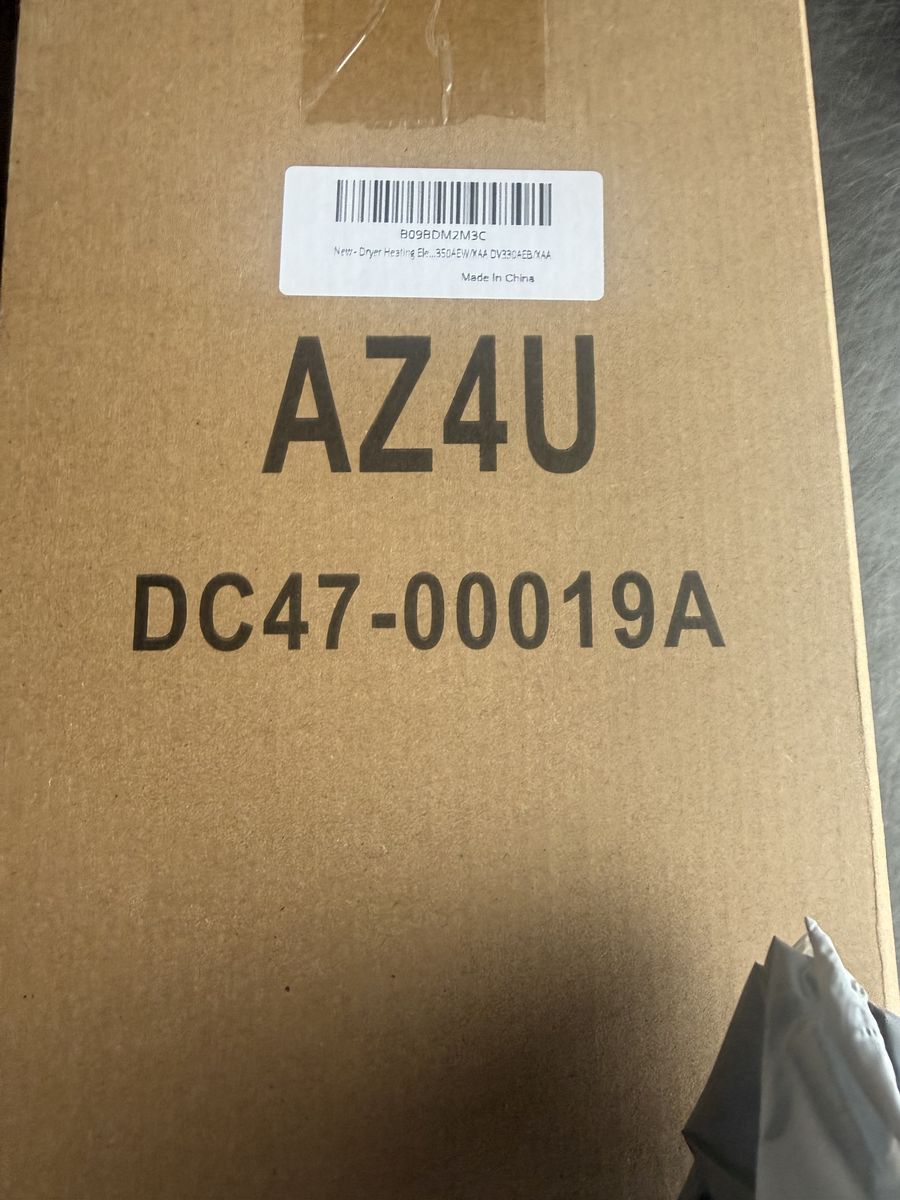 B09BDM2M3C
New - Dryer Heating Ele...350AEW/XAA DV330AEB/XAA
Made In China
AZ4U
DC47-00019A